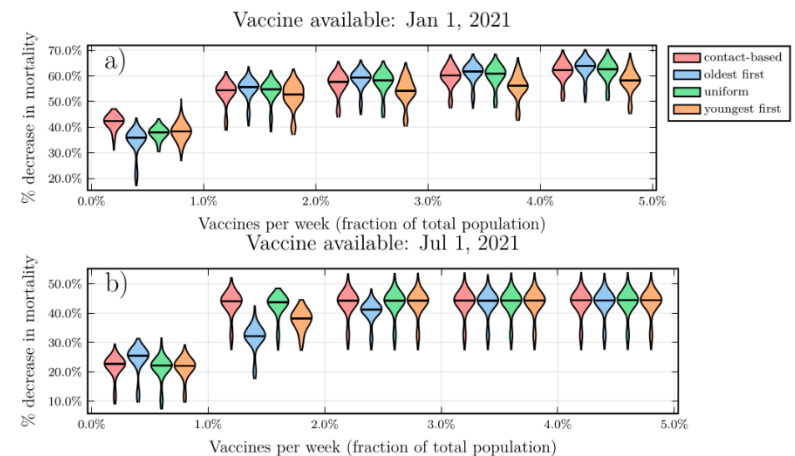 Vaccine available: Jan 1, 2021
a)
% decrease in mortality
70.0%
60.0%
50.0%
40.0%
30.0%
20.0%
0.0% 1.0% 2.0% 3.0% 4.0% 5.0%
Vaccines per week (fraction of total population)
contact-based
oldest first
uniform
youngest first
Vaccine available: Jul 1, 2021
b)
% decrease in mortality
50.0%
40.0%
30.0%
20.0%
10.0%
0.0% 1.0% 2.0% 3.0% 4.0% 5.0%
Vaccines per week (fraction of total population)